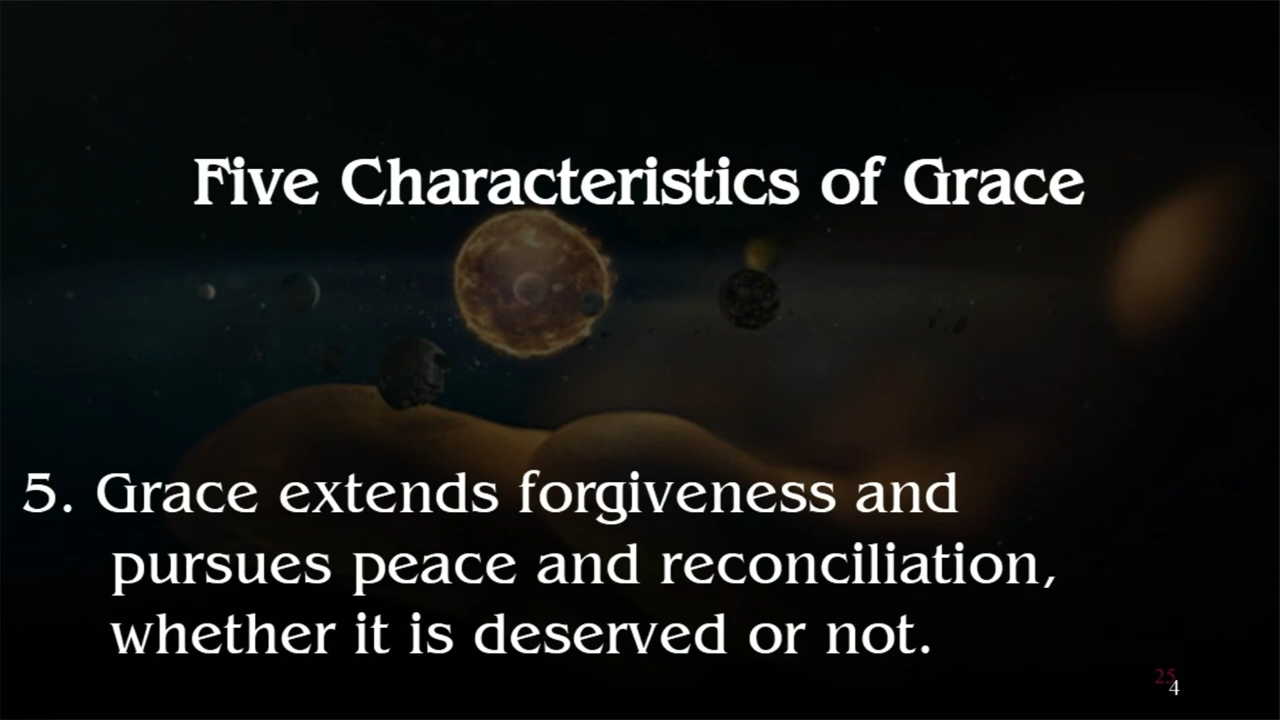 Five Characteristics of Grace
5. Grace extends forgiveness and
pursues peace and reconciliation,
whether it is deserved or not.
25
4